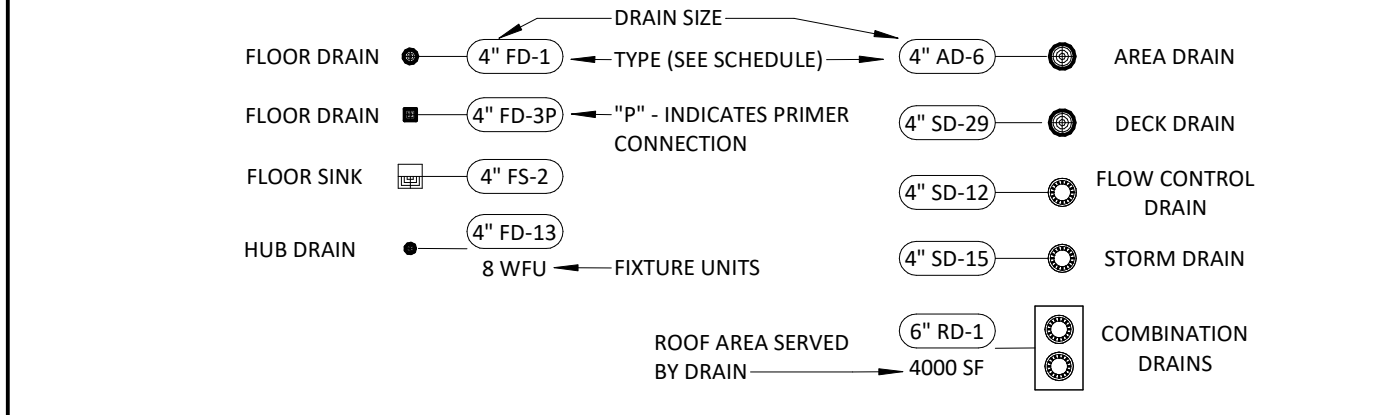 DRAIN SIZE
FLOOR DRAIN 4" FD-1 TYPE (SEE SCHEDULE) 4" AD-6 AREA DRAIN
FLOOR DRAIN 4" FD-3P "P" - INDICATES PRIMER
CONNECTION
4" SD-29 DECK DRAIN
FLOOR SINK 4" FS-2
4" SD-12 FLOW CONTROL
DRAIN
HUB DRAIN 4" FD-13
8 WFU FIXTURE UNITS
4" SD-15 STORM DRAIN
ROOF AREA SERVED
BY DRAIN
6" RD-1
4000 SF
COMBINATION
DRAINS